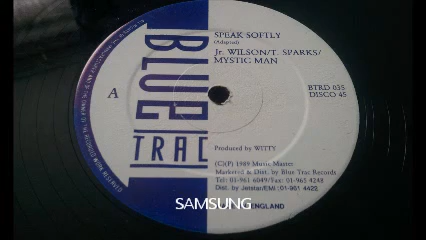 SPEAK SOFTLY
(Adapted)
Jr. WILSON/T. SPARKS/
MYSTIC MAN
BTRD 035
DISCO 45
A
BLUE
TRAC
Produced by WITTY
(C)(P) 1989 Music Master
Marketed & Dist. by Blue Trac Records
Tel: 01-961 6049/Fax: 01-961 4248
Dist. by Jetstar/EMI : 01-961 4422
ENGLAND
SAMSUNG